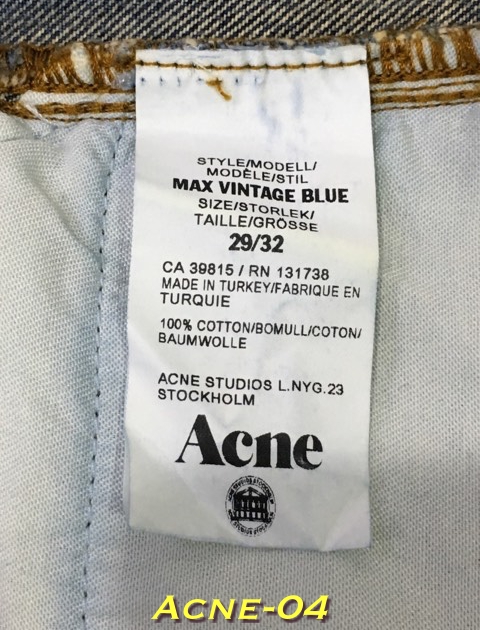 STYLE/MODELL/
MODÈLE/STIL
MAX VINTAGE BLUE
SIZE/STORLEK/
TAILLE/GRÖSSE
29/32
CA 39815 / RN 131738
MADE IN TURKEY/FABRIQUE EN
TURQUIE
100% COTTON/BOMULL/COTON/
BAUMWOLLE
ACNE STUDIOS L.NYG.23
STOCKHOLM
Acne
ACNE-04